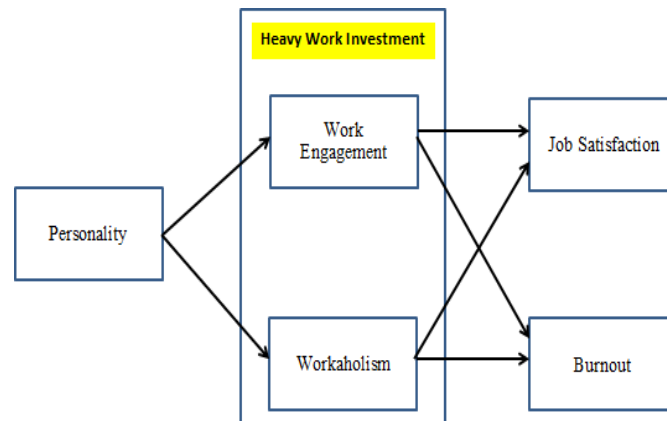 Heavy Work Investment
Work
Engagement
Job Satisfaction
Personality
Workaholism
Burnout